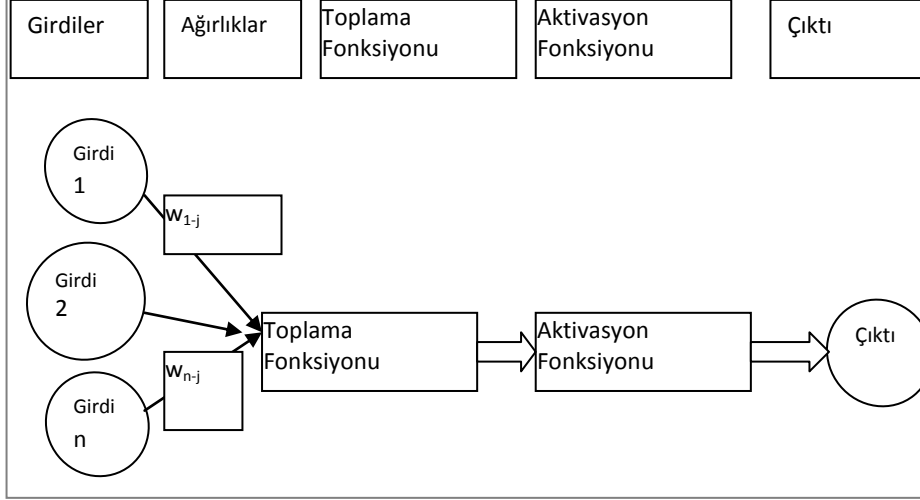 Girdiler
Ağırlıklar
Toplama
Fonksiyonu
Aktivasyon
Fonksiyonu
Çıktı
Girdi
1
w1-j
Girdi
2
Toplama
Fonksiyonu
Aktivasyon
Fonksiyonu
Çıktı
wn-j
Girdi
n